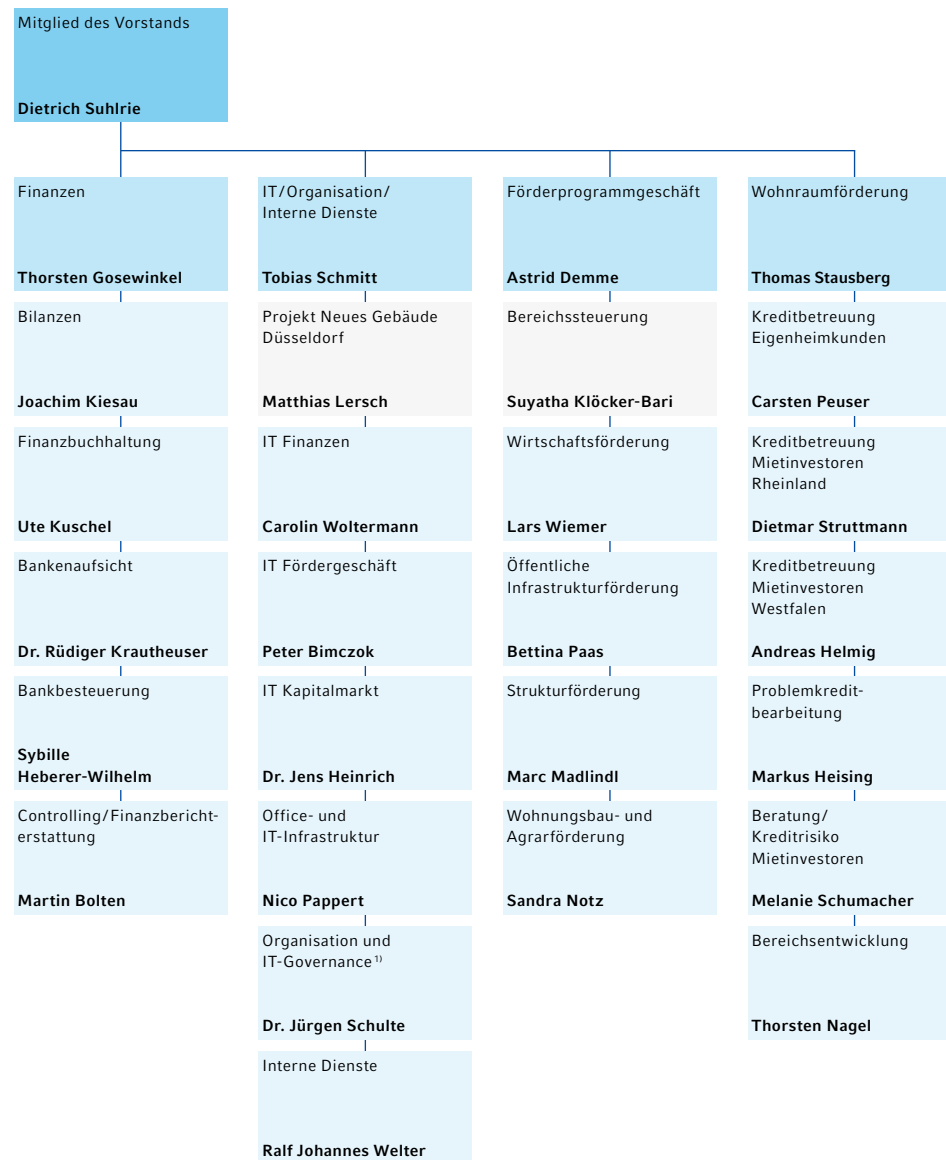 Mitglied des Vorstands
Dietrich Suhlrie
Finanzen
Thorsten Gosewinkel
Bilanzen
Joachim Kiesau
Finanzbuchhaltung
Ute Kuschel
Bankenaufsicht
Dr. Rüdiger Krautheuser
Bankbesteuerung
Sybille
Heberer-Wilhelm
Controlling/Finanzbericht-
erstattung
Martin Bolten
IT/Organisation/
Interne Dienste
Tobias Schmitt
Projekt Neues Gebäude
Düsseldorf
Matthias Lersch
IT Finanzen
Carolin Woltermann
IT Fördergeschäft
Peter Bimczok
IT Kapitalmarkt
Dr. Jens Heinrich
Office- und
IT-Infrastruktur
Nico Pappert
Organisation und
IT-Governance 1)
Dr. Jürgen Schulte
Interne Dienste
Ralf Johannes Welter
Förderprogrammgeschäft
Astrid Demme
Bereichssteuerung
Suyatha Klöcker-Bari
Wirtschaftsförderung
Lars Wiemer
Öffentliche
Infrastrukturförderung
Bettina Paas
Strukturförderung
Marc Madlindl
Wohnungsbau- und
Agrarförderung
Sandra Notz
Wohnraumförderung
Thomas Stausberg
Kreditbetreuung
Eigenheimkunden
Carsten Peuser
Kreditbetreuung
Mietinvestoren
Rheinland
Dietmar Struttmann
Kreditbetreuung
Mietinvestoren
Westfalen
Andreas Helmig
Problemkredit-
bearbeitung
Markus Heising
Beratung/
Kreditrisiko
Mietinvestoren
Melanie Schumacher
Bereichsentwicklung
Thorsten Nagel